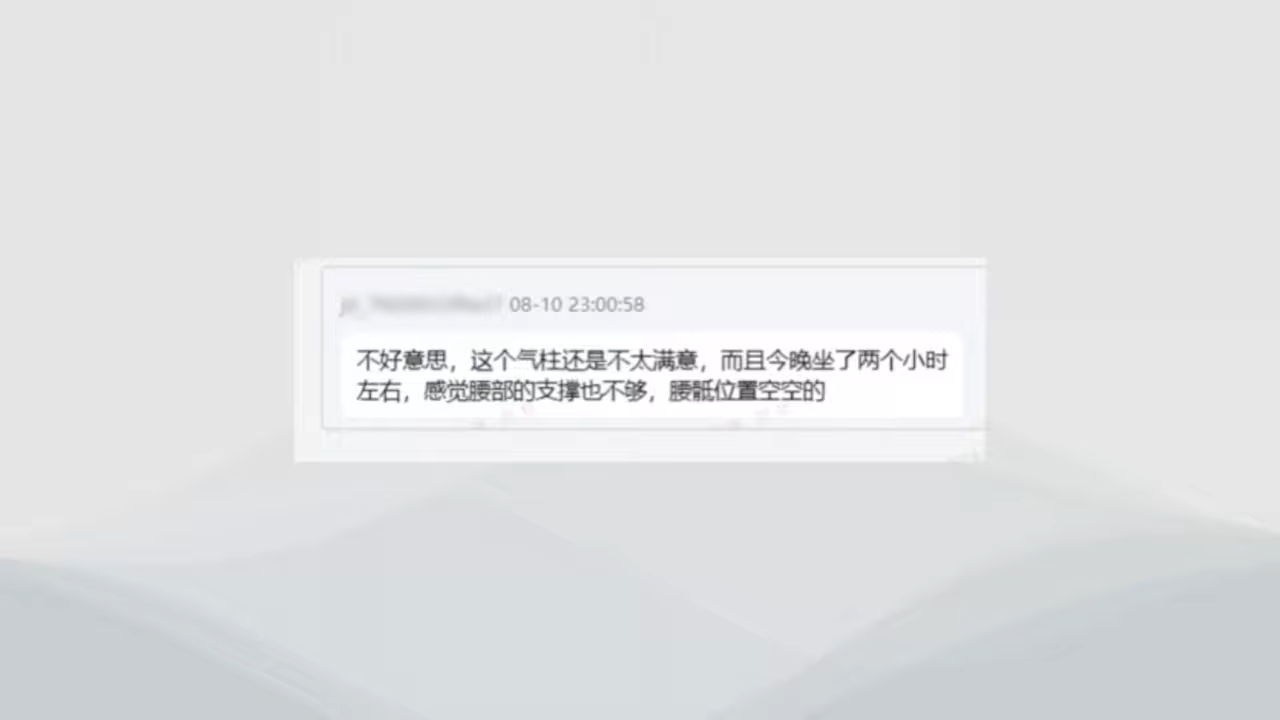 08-10 23:00:58
不好意思，这个气柱还是不太满意，而且今晚坐了两个小时
左右，感觉腰部的支撑也不够，腰骶位置空空的